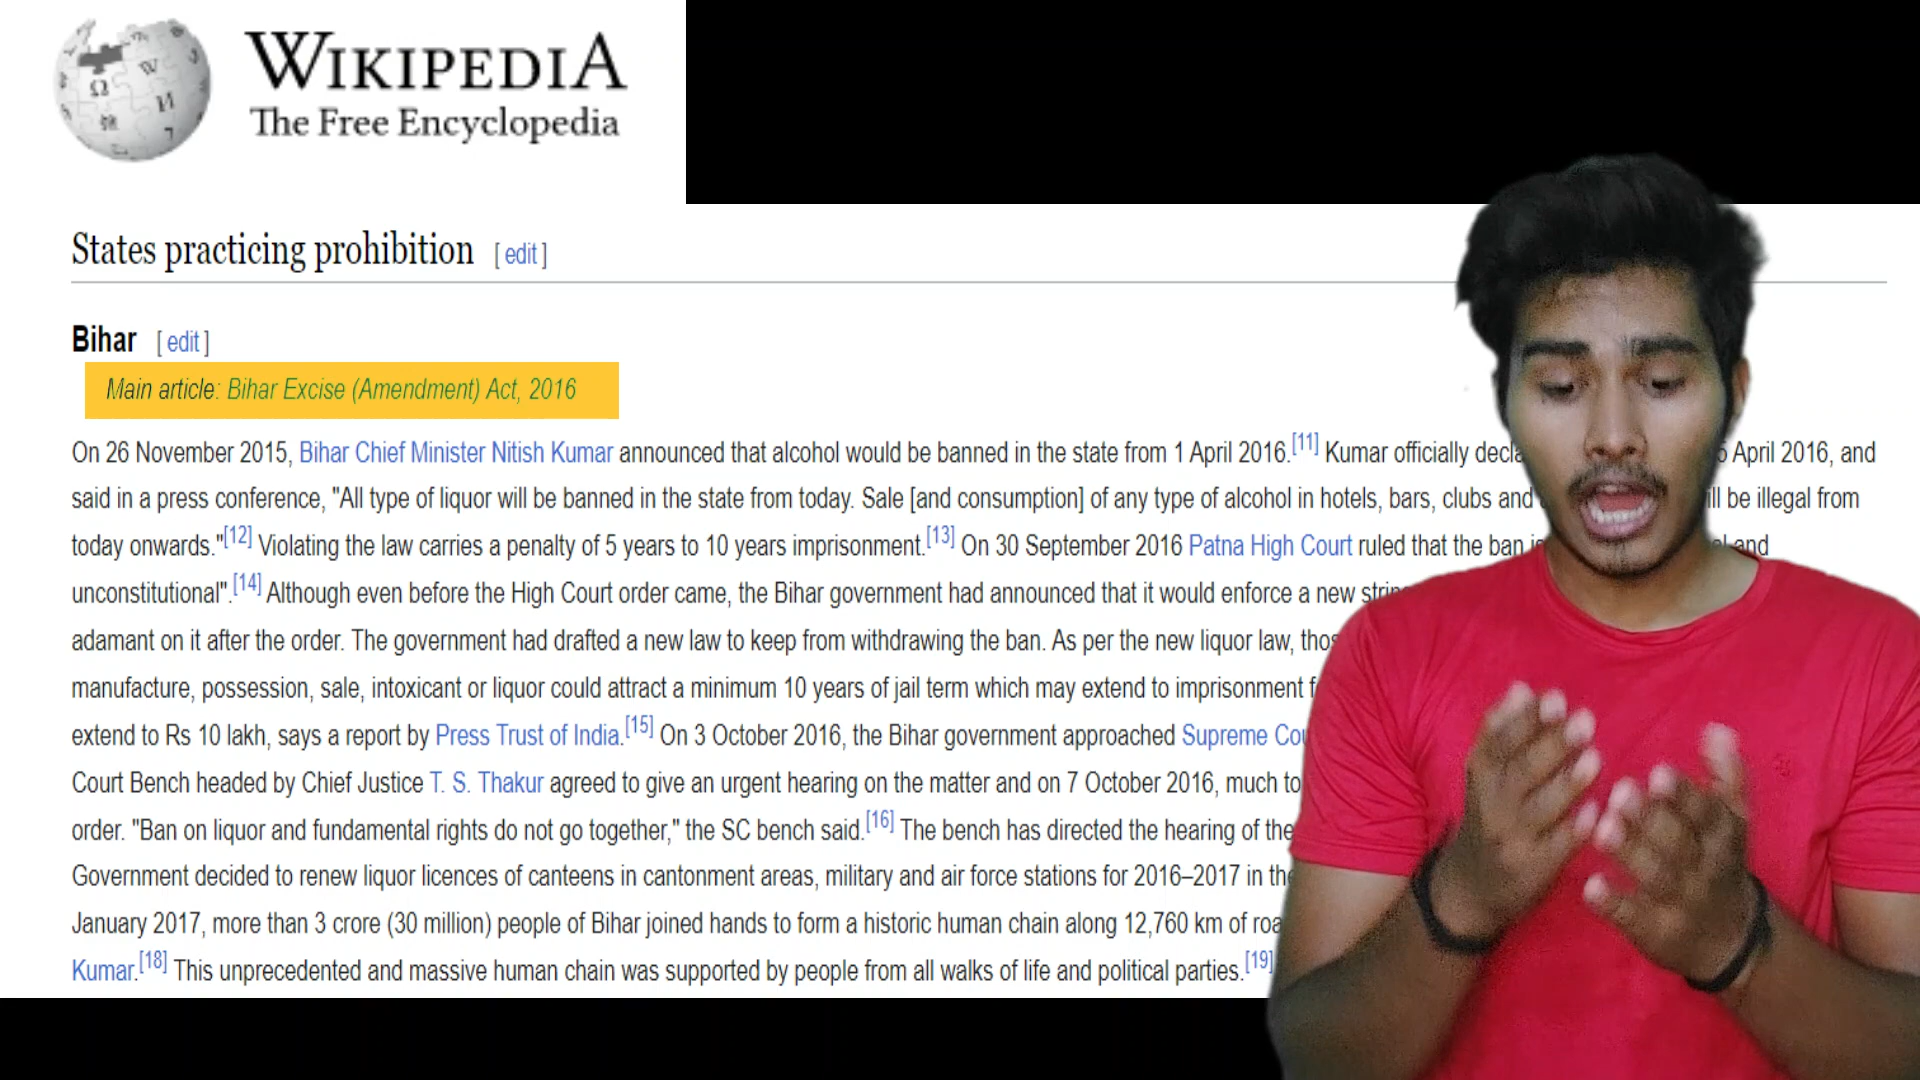 WIKIPEDIA
The Free Encyclopedia
States practicing prohibition [ edit ]
Bihar [ edit ]
Main article: Bihar Excise (Amendment) Act, 2016
On 26 November 2015, Bihar Chief Minister Nitish Kumar announced that alcohol would be banned in the state from 1 April 2016.[11] Kumar officially April 2016, and
said in a press conference, "All type of liquor will be banned in the state from today. Sale [and consumption] of any type of alcohol in hotels, bars, clubs and be illegal from
today onwards."[12] Violating the law carries a penalty of 5 years to 10 years imprisonment.[13] On 30 September 2016 Patna High Court ruled that the ban and
unconstitutional".[14] Although even before the High Court order came, the Bihar government had announced that it would enforce a new
adamant on it after the order. The government had drafted a new law to keep from withdrawing the ban. As per the new liquor law,
manufacture, possession, sale, intoxicant or liquor could attract a minimum 10 years of jail term which may extend to imprisonment
extend to Rs 10 lakh, says a report by Press Trust of India.[15] On 3 October 2016, the Bihar government approached Supreme
Court Bench headed by Chief Justice T. S. Thakur agreed to give an urgent hearing on the matter and on 7 October 2016, much to
order. "Ban on liquor and fundamental rights do not go together," the SC bench said.[16] The bench has directed the hearing of the
Government decided to renew liquor licences of canteens in cantonment areas, military and air force stations for 2016–2017 in
January 2017, more than 3 crore (30 million) people of Bihar joined hands to form a historic human chain along 12,760 km of
Kumar.[18] This unprecedented and massive human chain was supported by people from all walks of life and political parties.[19]